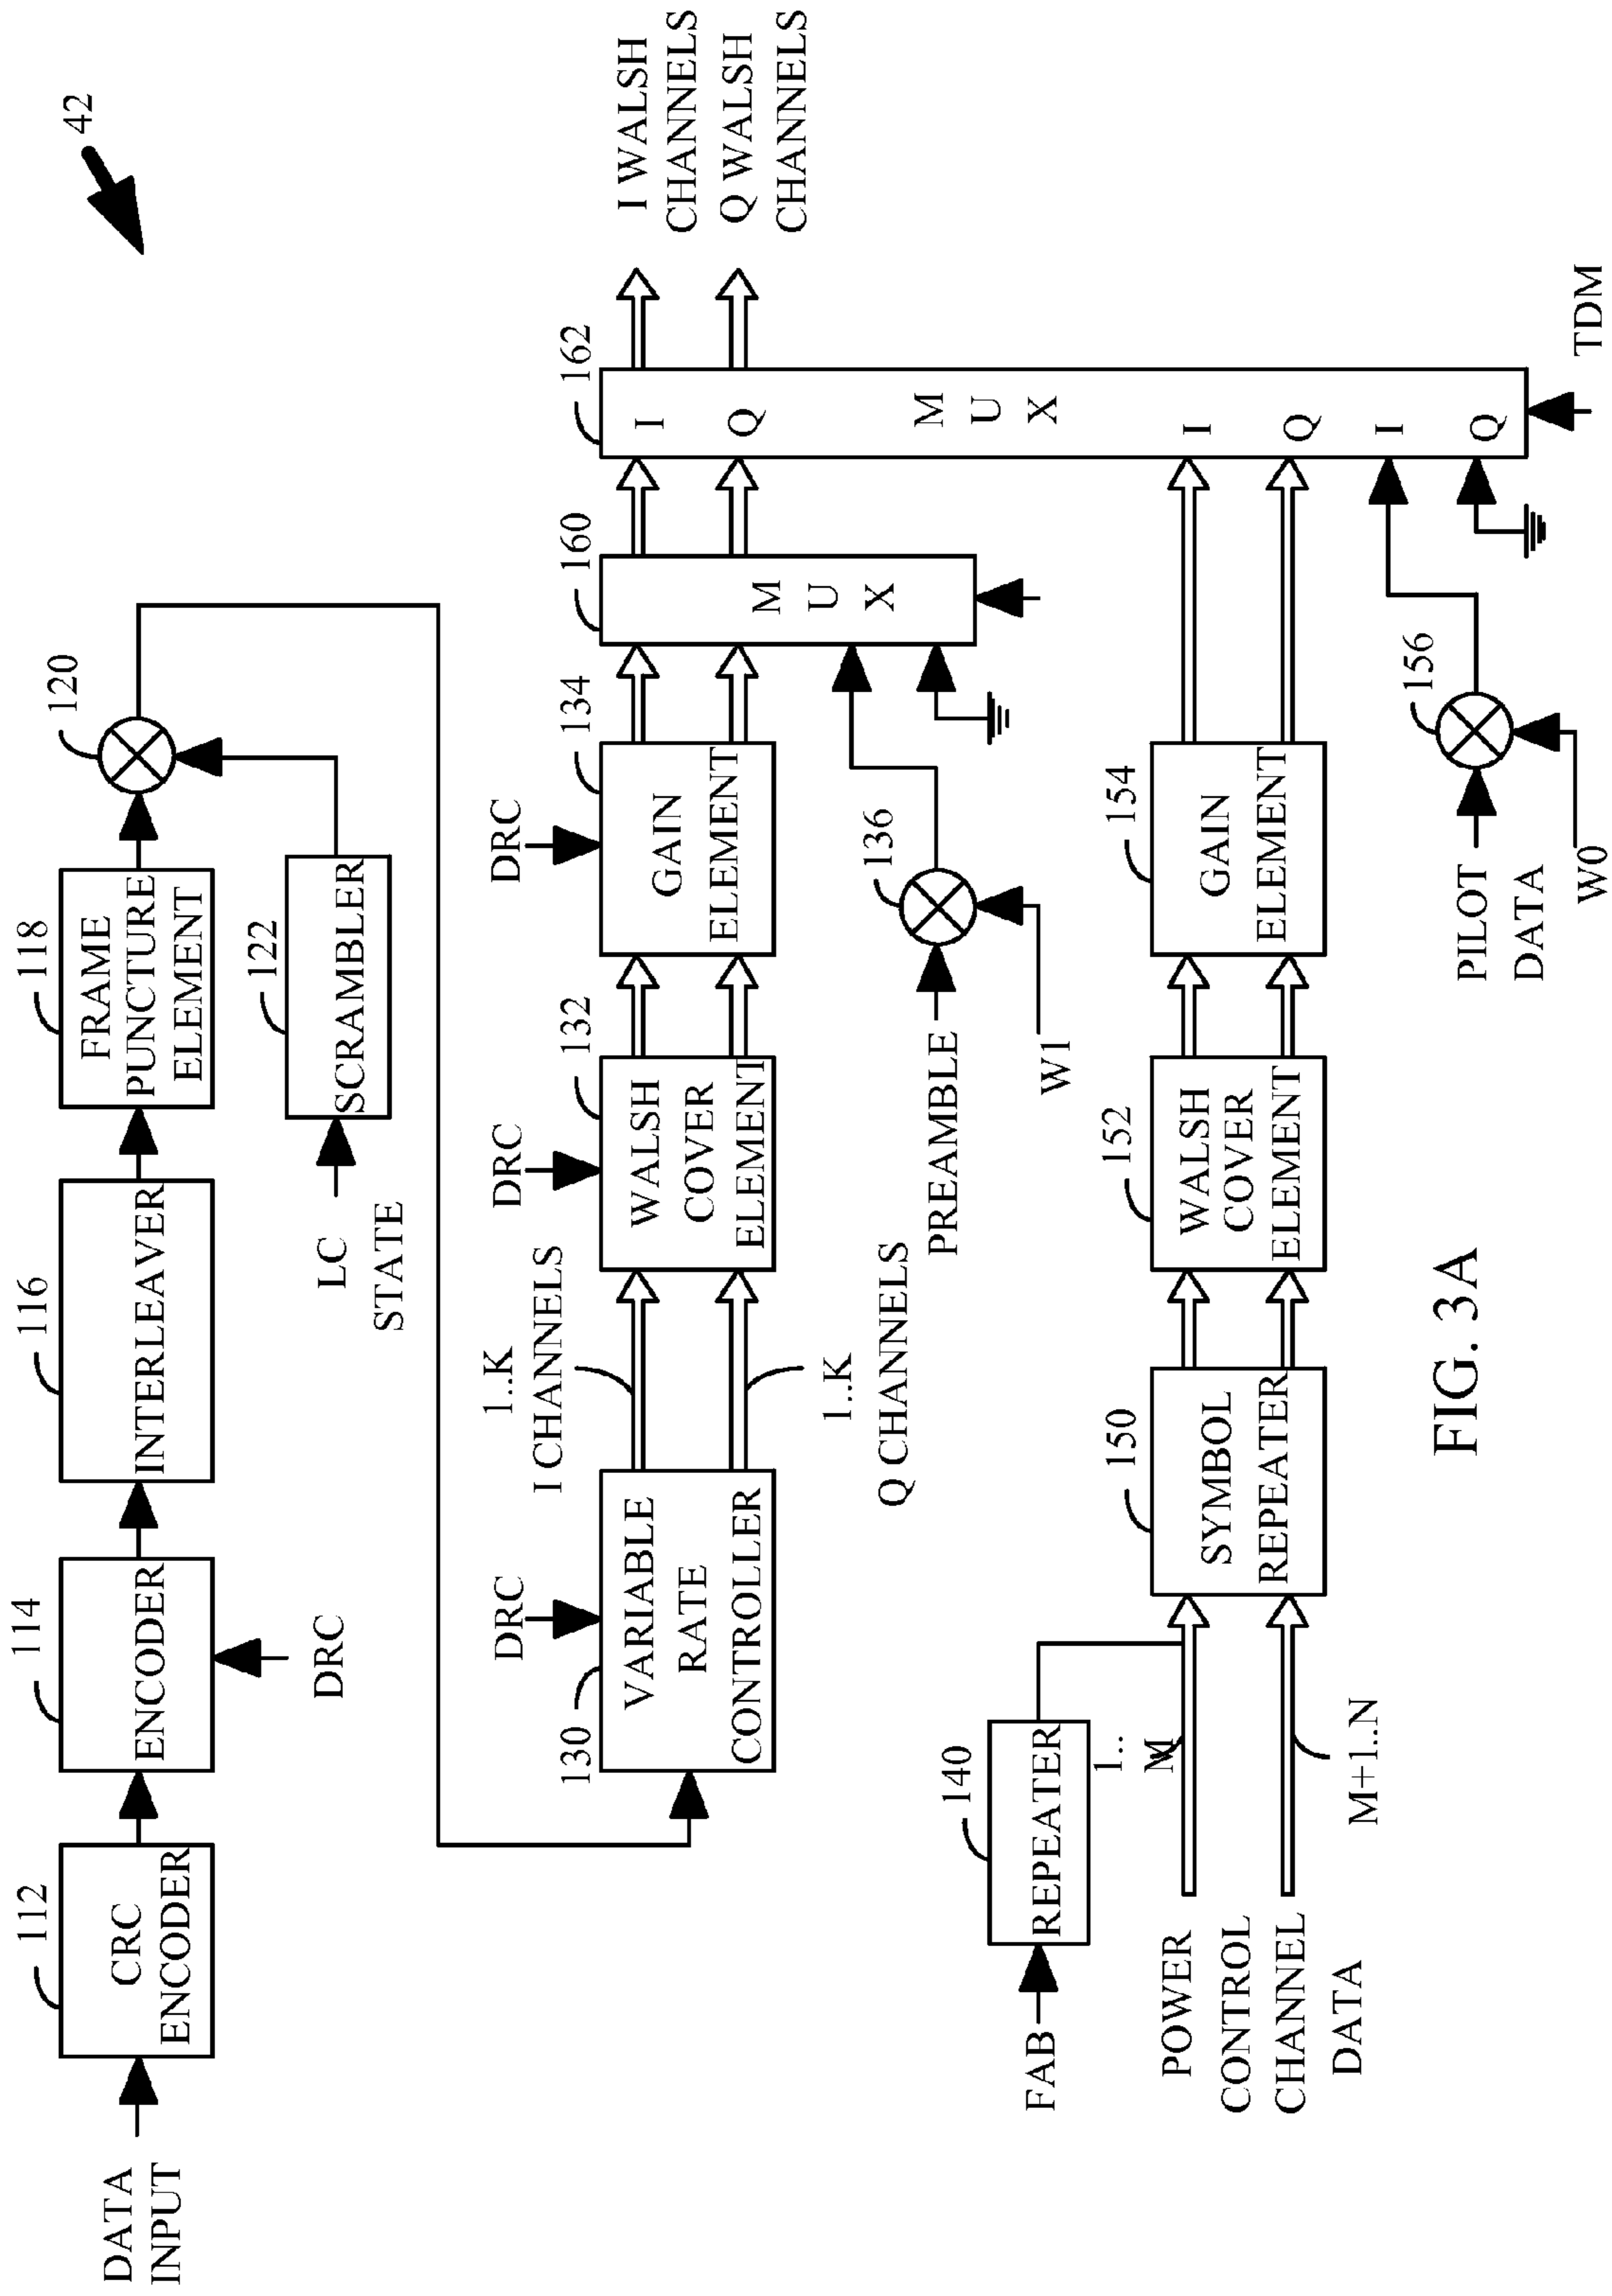 42
112
CRC
ENCODER
114
ENCODER
116
INTERLEAVER
118
FRAME
PUNCTURE
ELEMENT
120
DATA
INPUT
DRC
LC
STATE
122
SCRAMBLER
DRC
130
VARIABLE
RATE
CONTROLLER
1..K
I CHANNELS
1..K
Q CHANNELS
DRC
132
WALSH
COVER
ELEMENT
DRC
134
GAIN
ELEMENT
160
M
U
X
162
I
Q
M
U
X
I
Q
I
Q
I WALSH
CHANNELS
Q WALSH
CHANNELS
PREAMBLE
136
W1
FAB
140
REPEATER
1..
M
M+1..N
POWER
CONTROL
CHANNEL
DATA
150
SYMBOL
REPEATER
152
WALSH
COVER
ELEMENT
154
GAIN
ELEMENT
PILOT
DATA
156
W0
TDM
FIG. 3A